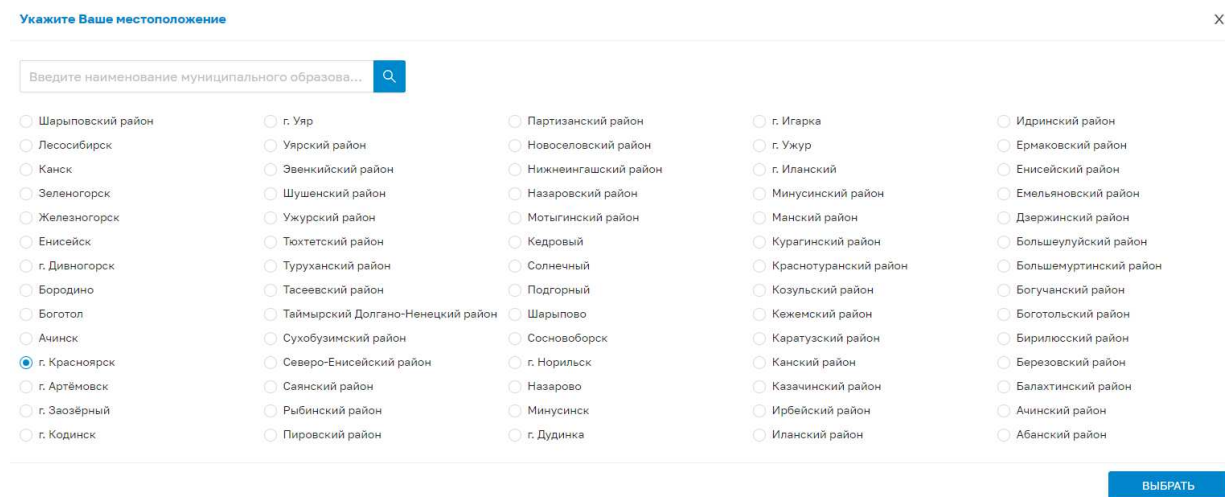 Укажите Ваше местоположение
X
Введите наименование муниципального образова...
Шарыповский район
Лесосибирск
Канск
Зеленогорск
Железногорск
Енисейск
г. Дивногорск
Бородино
Боготол
Ачинск
г. Красноярск
г. Артёмовск
г. Заозёрный
г. Кодинск
г. Уяр
Уярский район
Эвенкийский район
Шушенский район
Ужурский район
Тюхтетский район
Туруханский район
Тасеевский район
Таймырский Долгано-Ненецкий район
Сухобузимский район
Северо-Енисейский район
Саянский район
Рыбинский район
Пировский район
Партизанский район
Новоселовский район
Нижнеингашский район
Назаровский район
Мотыгинский район
Кедровый
Солнечный
Подгорный
Шарыпово
Сосновоборск
г. Норильск
Назарово
Минусинск
г. Дудинка
г. Игарка
г. Ужур
г. Иланский
Минусинский район
Манский район
Курагинский район
Краснотуранский район
Козульский район
Кежемский район
Каратузский район
Канский район
Казачинский район
Ирбейский район
Иланский район
Идринский район
Ермаковский район
Енисейский район
Емельяновский район
Дзержинский район
Большеулуйский район
Большемуртинский район
Богучанский район
Боготольский район
Бирилюсский район
Березовский район
Балахтинский район
Ачинский район
Абанский район
ВЫБРАТЬ